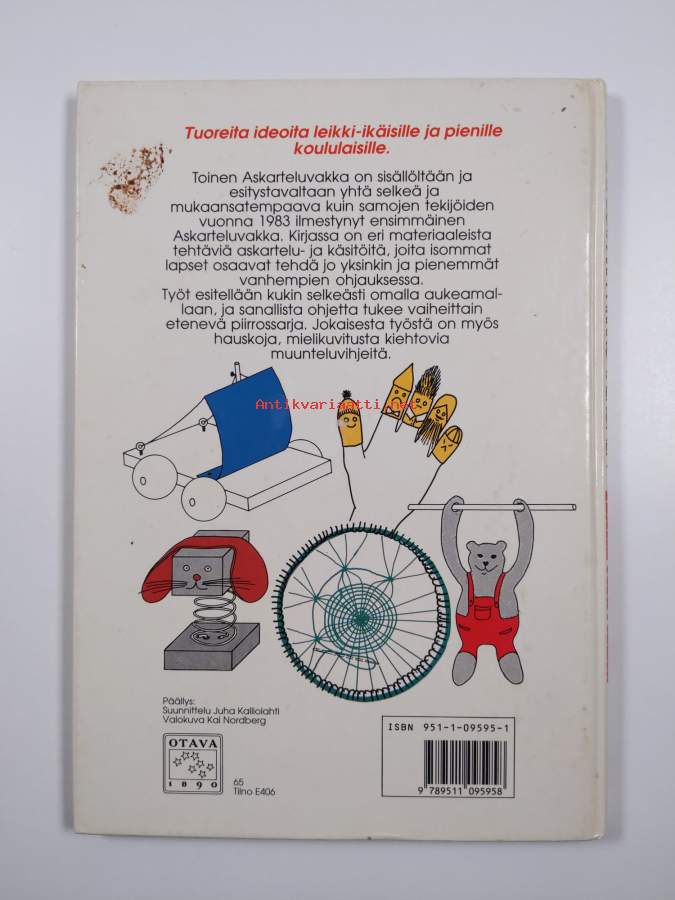 Tuoreita ideoita leikki-ikäisille ja pienille
koululaisille.
Toinen Askarteluvakka on sisällöltään ja
esitystavaltaan yhtä selkeä ja
mukaansatempaava kuin samojen tekijöiden
vuonna 1983 ilmestynyt ensimmäinen
Askarteluvakka. Kirjassa on eri materiaaleista
tehtäviä askartelu- ja käsitöitä, joita isommat
lapset osaavat tehdä jo yksinkin ja pienemmät
vanhempien ohjauksessa.
Työt esitellään kukin selkeästi omalla aukeamal-
laan, ja sanallista ohjetta tukee vaiheittain
etenevä piirrossarja. Jokaisesta työstä on myös
hauskoja, mielikuvitusta kiehtovia
muunteluvihjeitä.
Antikvariaatti.net
Päällys:
Suunnittelu Juha Kalliolahti
Valokuva Kai Nordberg
OTAVA
1890
65
Tilno E406
ISBN 951-1-09595-1
9 789511 095958